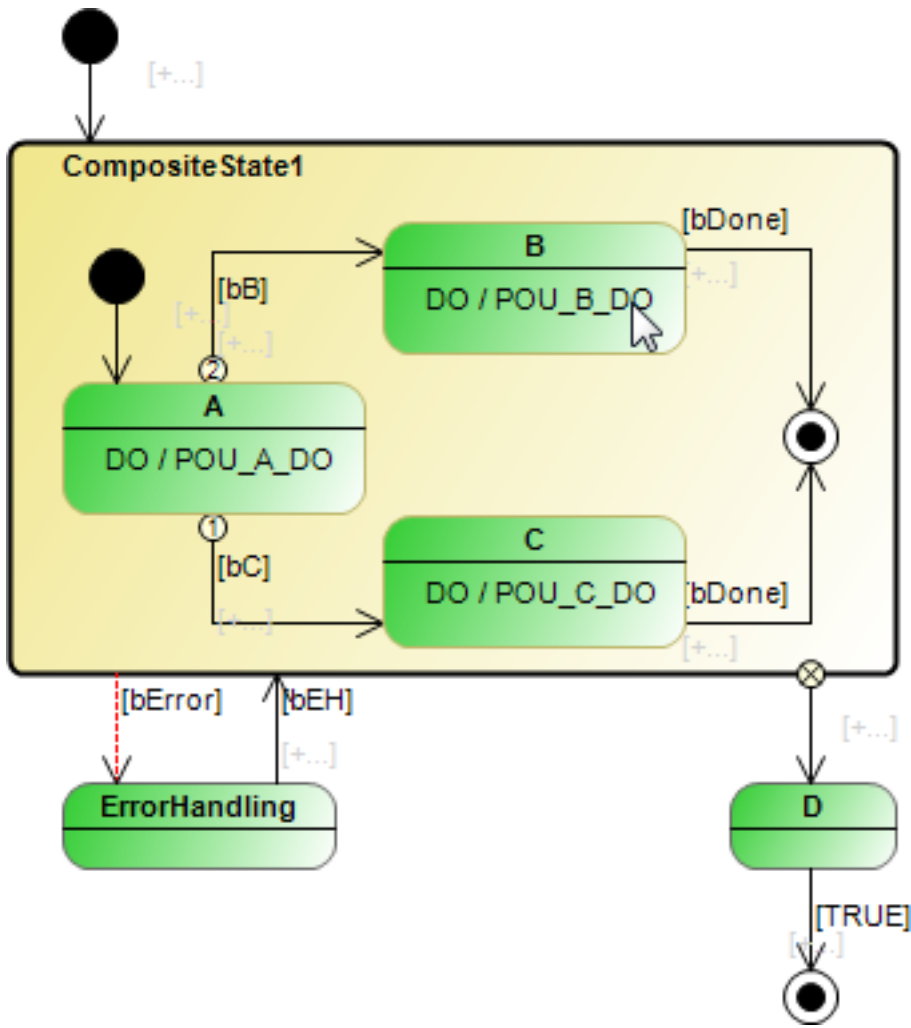 [+...]
CompositeState1
[bDone]
B
[+...]
DO / POU_B_DO
[bB]
[+...]
[+...]
2
A
DO / POU_A_DO
1
C
[bC]
DO / POU_C_DO
[bDone]
[+...]
[+...]
[bError]
[bEH]
[+...]
[+...]
ErrorHandling
D
[TRUE]
[+...]